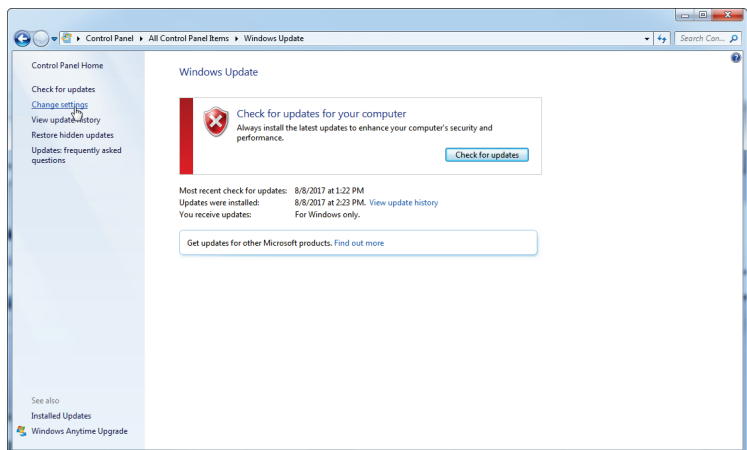 Control Panel ▸ All Control Panel Items ▸ Windows Update
Search Con...
Control Panel Home
Check for updates
Change settings
View update history
Restore hidden updates
Updates: frequently asked
questions
See also
Installed Updates
Windows Anytime Upgrade
Windows Update
Check for updates for your computer
Always install the latest updates to enhance your computer's security and
performance.
Check for updates
Most recent check for updates: 8/8/2017 at 1:22 PM
Updates were installed: 8/8/2017 at 2:23 PM. View update history
You receive updates: For Windows only.
Get updates for other Microsoft products. Find out more